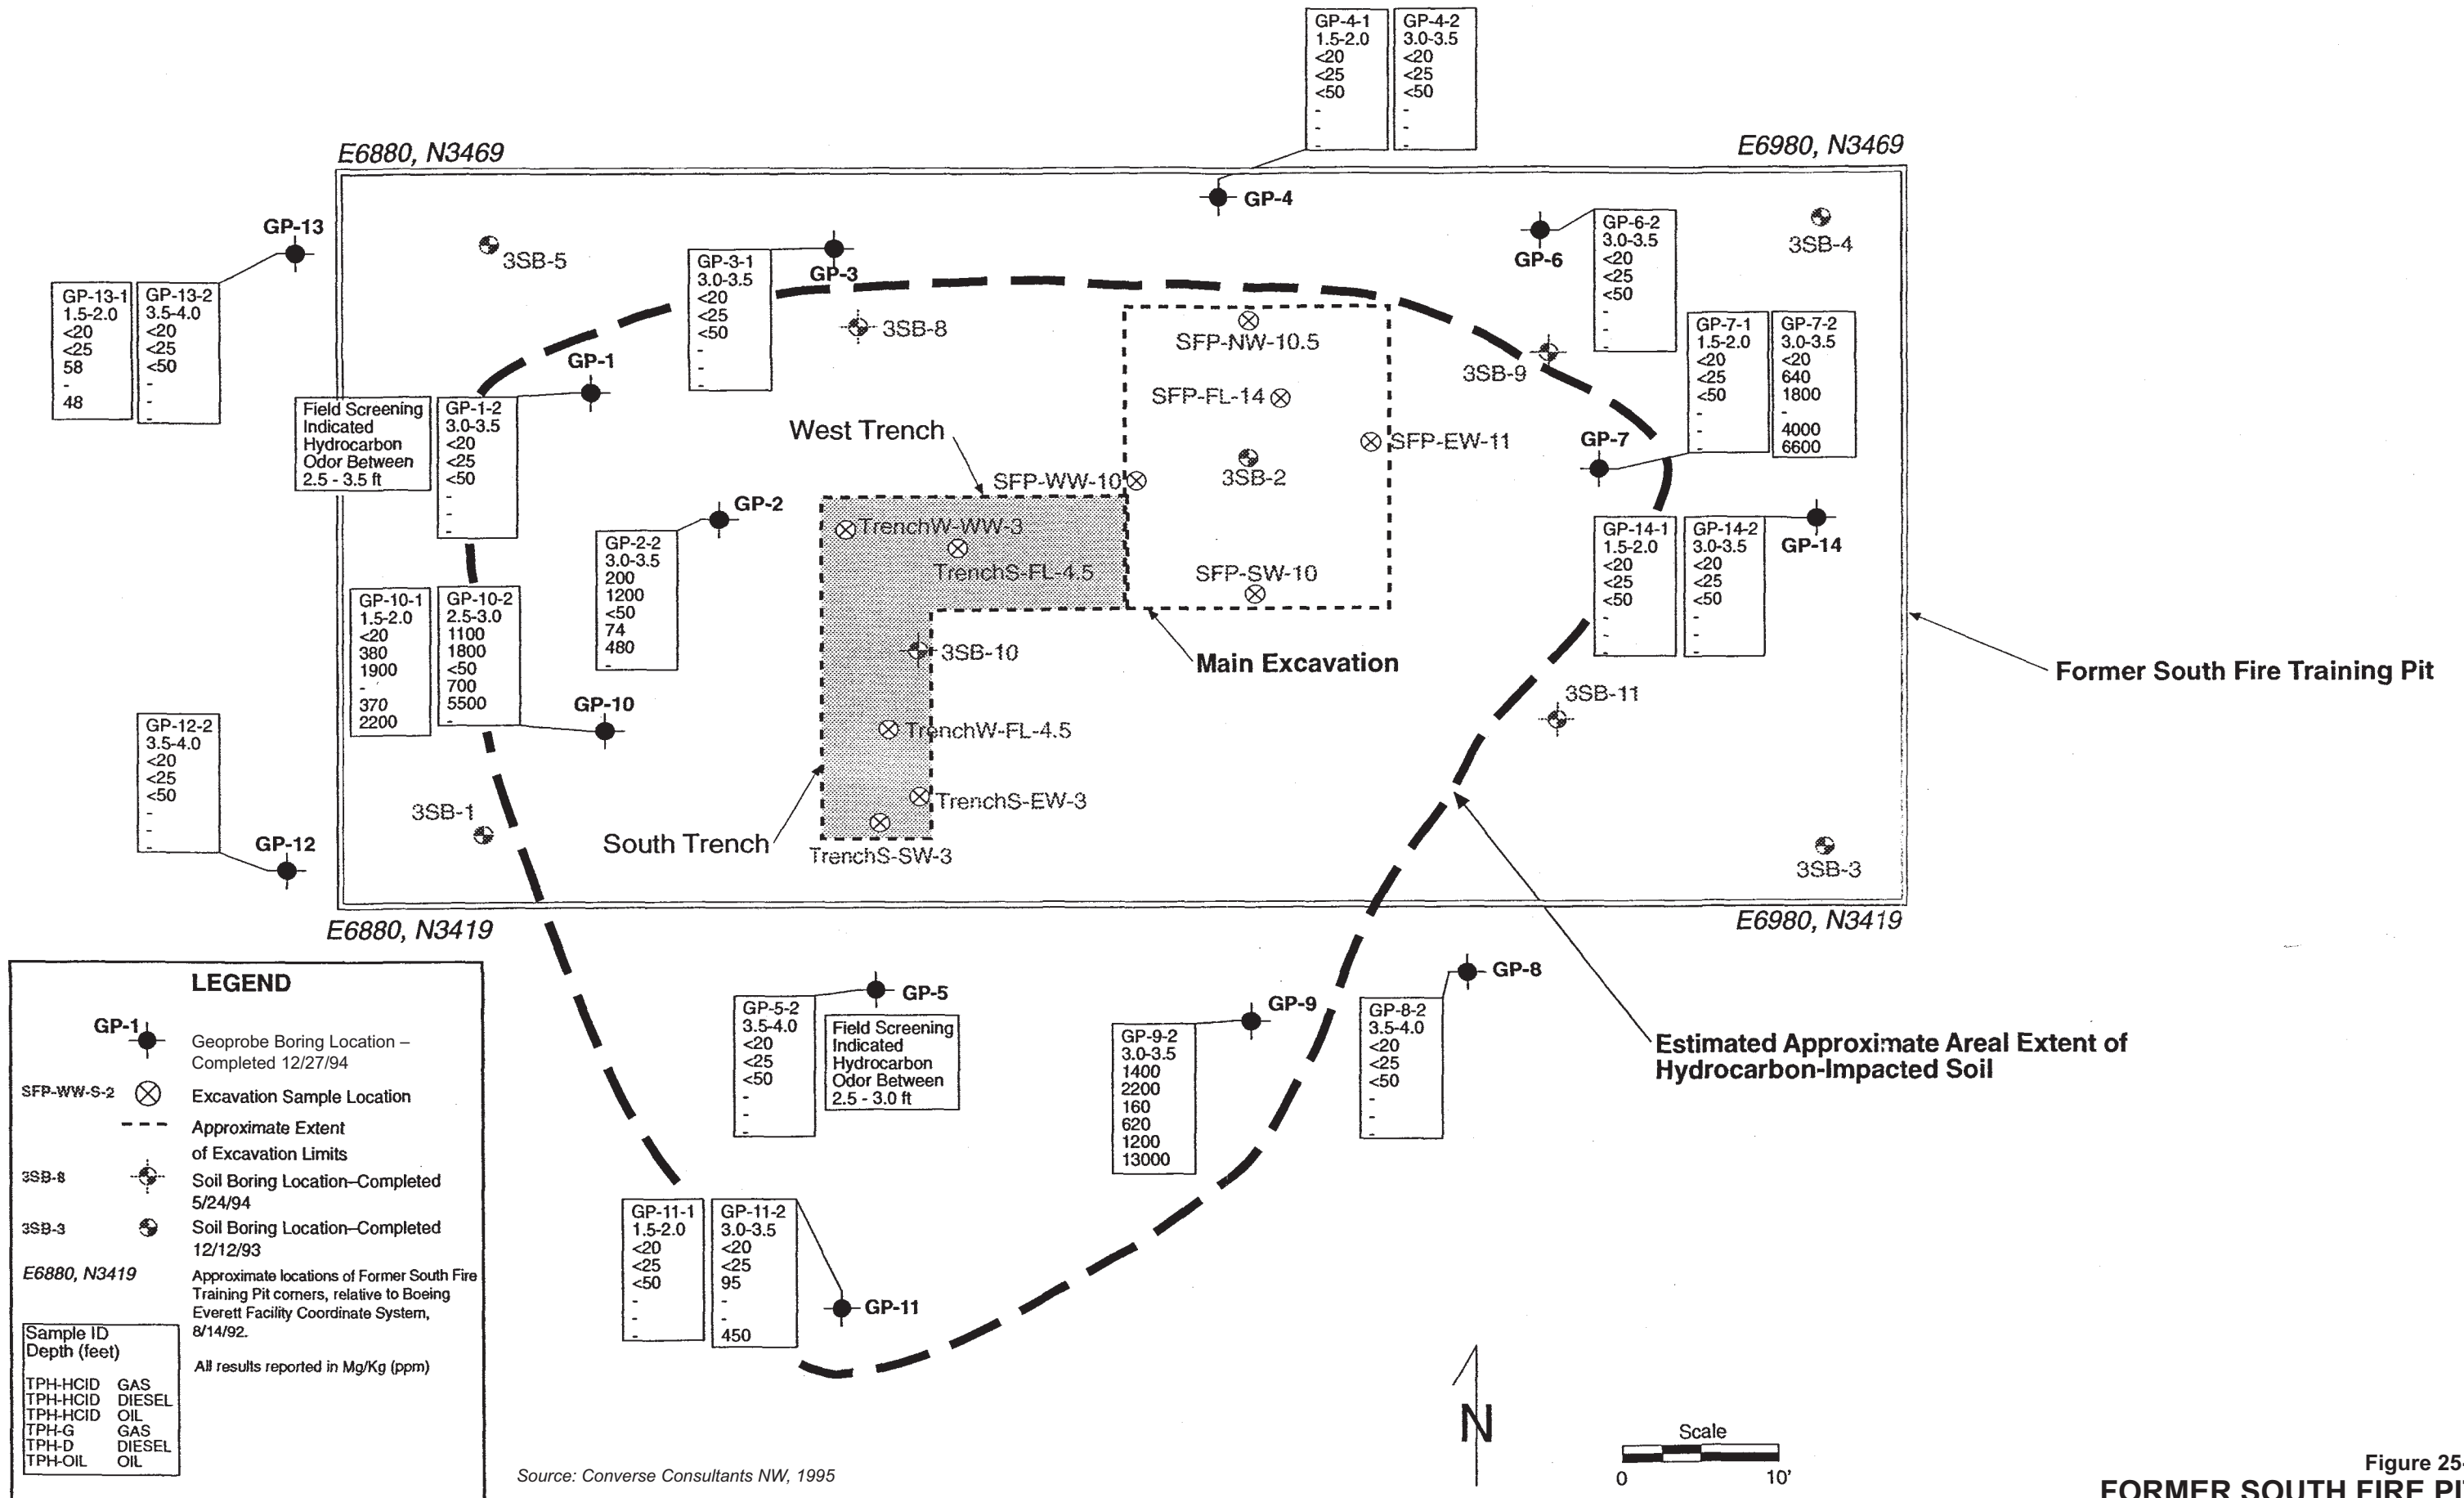 GP-4-1
1.5-2.0
<20
<25
<50
-
-
-
GP-4-2
3.0-3.5
<20
<25
<50
-
-
-
E6880, N3469
E6980, N3469
GP-4
GP-13
GP-13-1
1.5-2.0
<20
<25
58
-
48
GP-13-2
3.5-4.0
<20
<25
<50
-
-
-
3SB-5
GP-3-1
3.0-3.5
<20
<25
<50
-
-
-
GP-3
3SB-8
GP-6
GP-6-2
3.0-3.5
<20
<25
<50
-
-
-
3SB-4
GP-1
Field Screening
Indicated
Hydrocarbon
Odor Between
2.5 - 3.5 ft
GP-1-2
3.0-3.5
<20
<25
<50
-
-
-
SFP-NW-10.5
SFP-FL-14
SFP-EW-11
3SB-2
SFP-WW-10
SFP-SW-10
3SB-9
GP-7-1
1.5-2.0
<20
<25
<50
-
-
-
GP-7-2
3.0-3.5
<20
640
1800
-
4000
6600
GP-7
West Trench
GP-2
GP-2-2
3.0-3.5
200
1200
<50
74
480
-
TrenchW-WW-3
TrenchS-FL-4.5
GP-14-1
1.5-2.0
<20
<25
<50
-
-
-
GP-14-2
3.0-3.5
<20
<25
<50
-
-
-
GP-14
GP-10-1
1.5-2.0
<20
380
1900
-
370
2200
GP-10-2
2.5-3.0
1100
1800
<50
700
5500
-
GP-10
3SB-10
Main Excavation
Former South Fire Training Pit
3SB-11
GP-12-2
3.5-4.0
<20
<25
<50
-
-
-
GP-12
3SB-1
TrenchW-FL-4.5
TrenchS-EW-3
South Trench
TrenchS-SW-3
3SB-3
E6880, N3419
E6980, N3419
GP-5
GP-5-2
3.5-4.0
<20
<25
<50
-
-
-
Field Screening
Indicated
Hydrocarbon
Odor Between
2.5 - 3.0 ft
GP-9
GP-9-2
3.0-3.5
1400
2200
160
620
1200
13000
GP-8
GP-8-2
3.5-4.0
<20
<25
<50
-
-
-
Estimated Approximate Areal Extent of
Hydrocarbon-Impacted Soil
GP-11-1
1.5-2.0
<20
<25
<50
-
-
-
GP-11-2
3.0-3.5
<20
<25
95
-
-
450
GP-11
LEGEND
GP-1
Geoprobe Boring Location –
Completed 12/27/94
SFP-WW-S-2
Excavation Sample Location
Approximate Extent
of Excavation Limits
3SB-8
Soil Boring Location–Completed
5/24/94
3SB-3
Soil Boring Location–Completed
12/12/93
E6880, N3419
Approximate locations of Former South Fire
Training Pit corners, relative to Boeing
Everett Facility Coordinate System,
8/14/92.
All results reported in Mg/Kg (ppm)
Sample ID
Depth (feet)
TPH-HCID GAS
TPH-HCID DIESEL
TPH-HCID OIL
TPH-G GAS
TPH-D DIESEL
TPH-OIL OIL
Source: Converse Consultants NW, 1995
N
Scale
0 10'
Figure 25
FORMER SOUTH FIRE